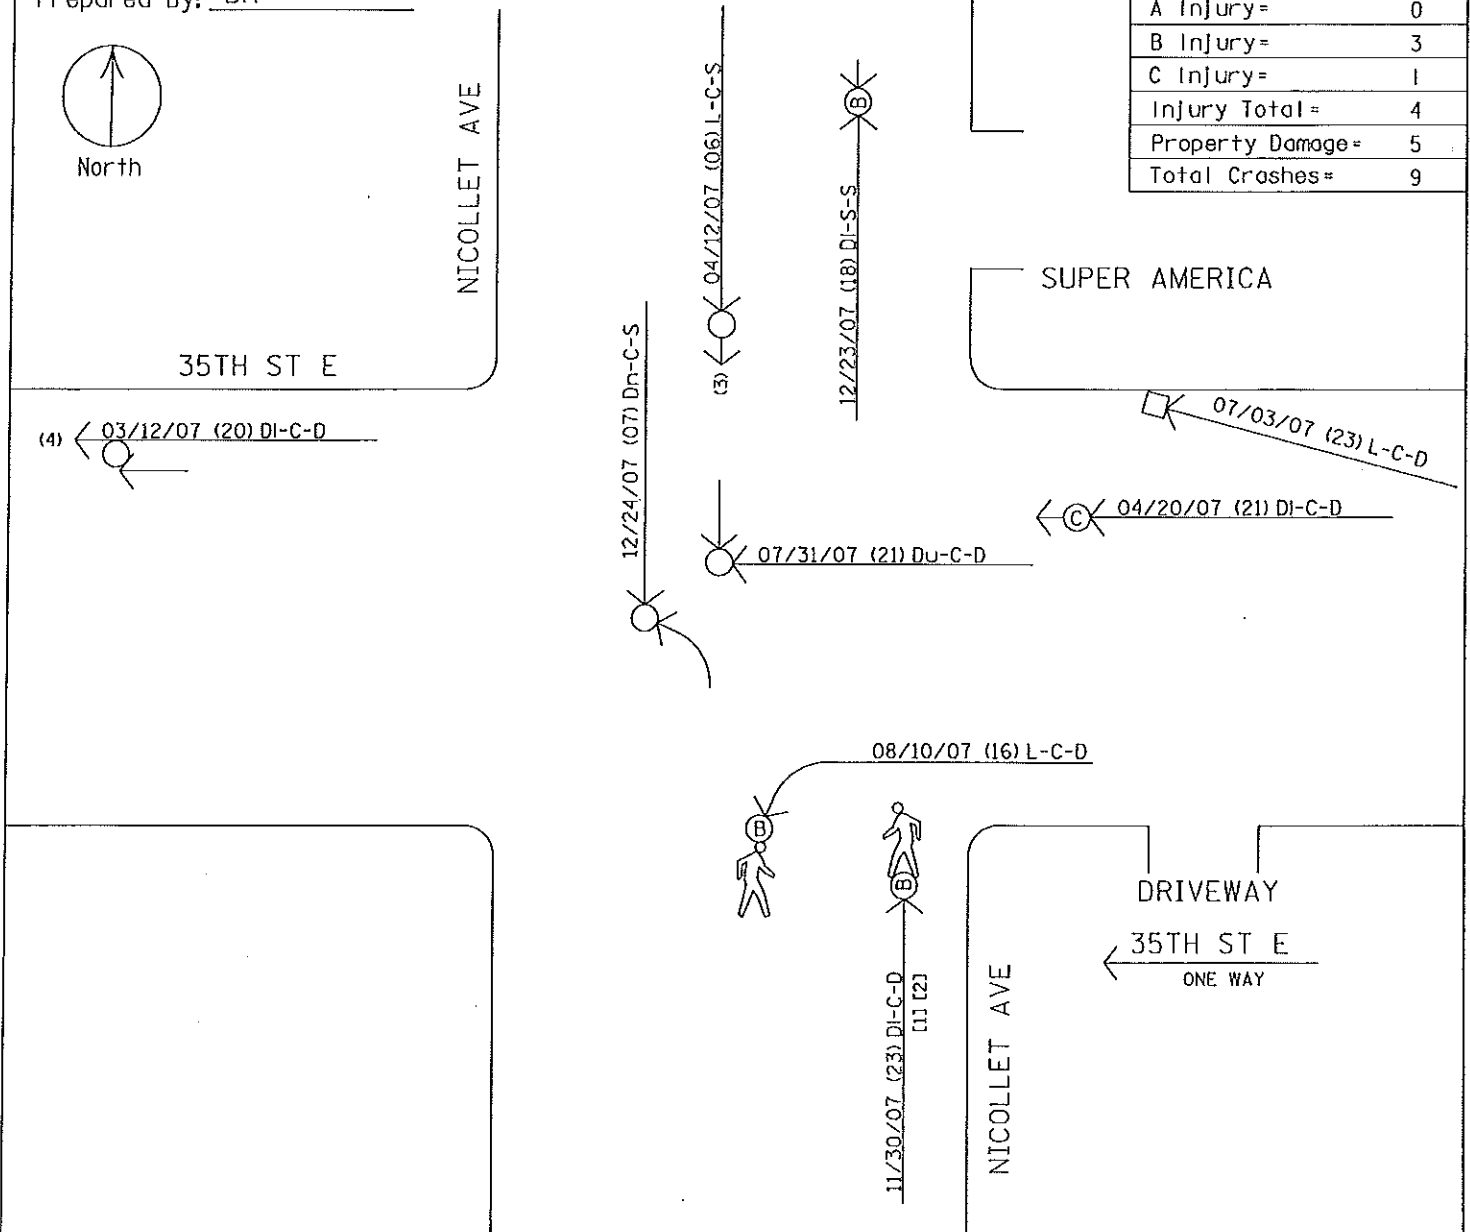 Prepared By:
A Injury= 0
B Injury= 3
C Injury= 1
Injury Total= 4
Property Damage= 5
Total Crashes= 9
North
NICOLLET AVE
04/12/07 (06) L-C-S
(3)
B
12/23/07 (18) Dl-S-S
SUPER AMERICA
35TH ST E
12/24/07 (07) Dn-C-S
(4)
03/12/07 (20) Dl-C-D
07/03/07 (23) L-C-D
C
04/20/07 (21) Dl-C-D
07/31/07 (21) Du-C-D
08/10/07 (16) L-C-D
B
B
11/30/07 (23) Dl-C-D
[1] [2]
DRIVEWAY
35TH ST E
ONE WAY
NICOLLET AVE